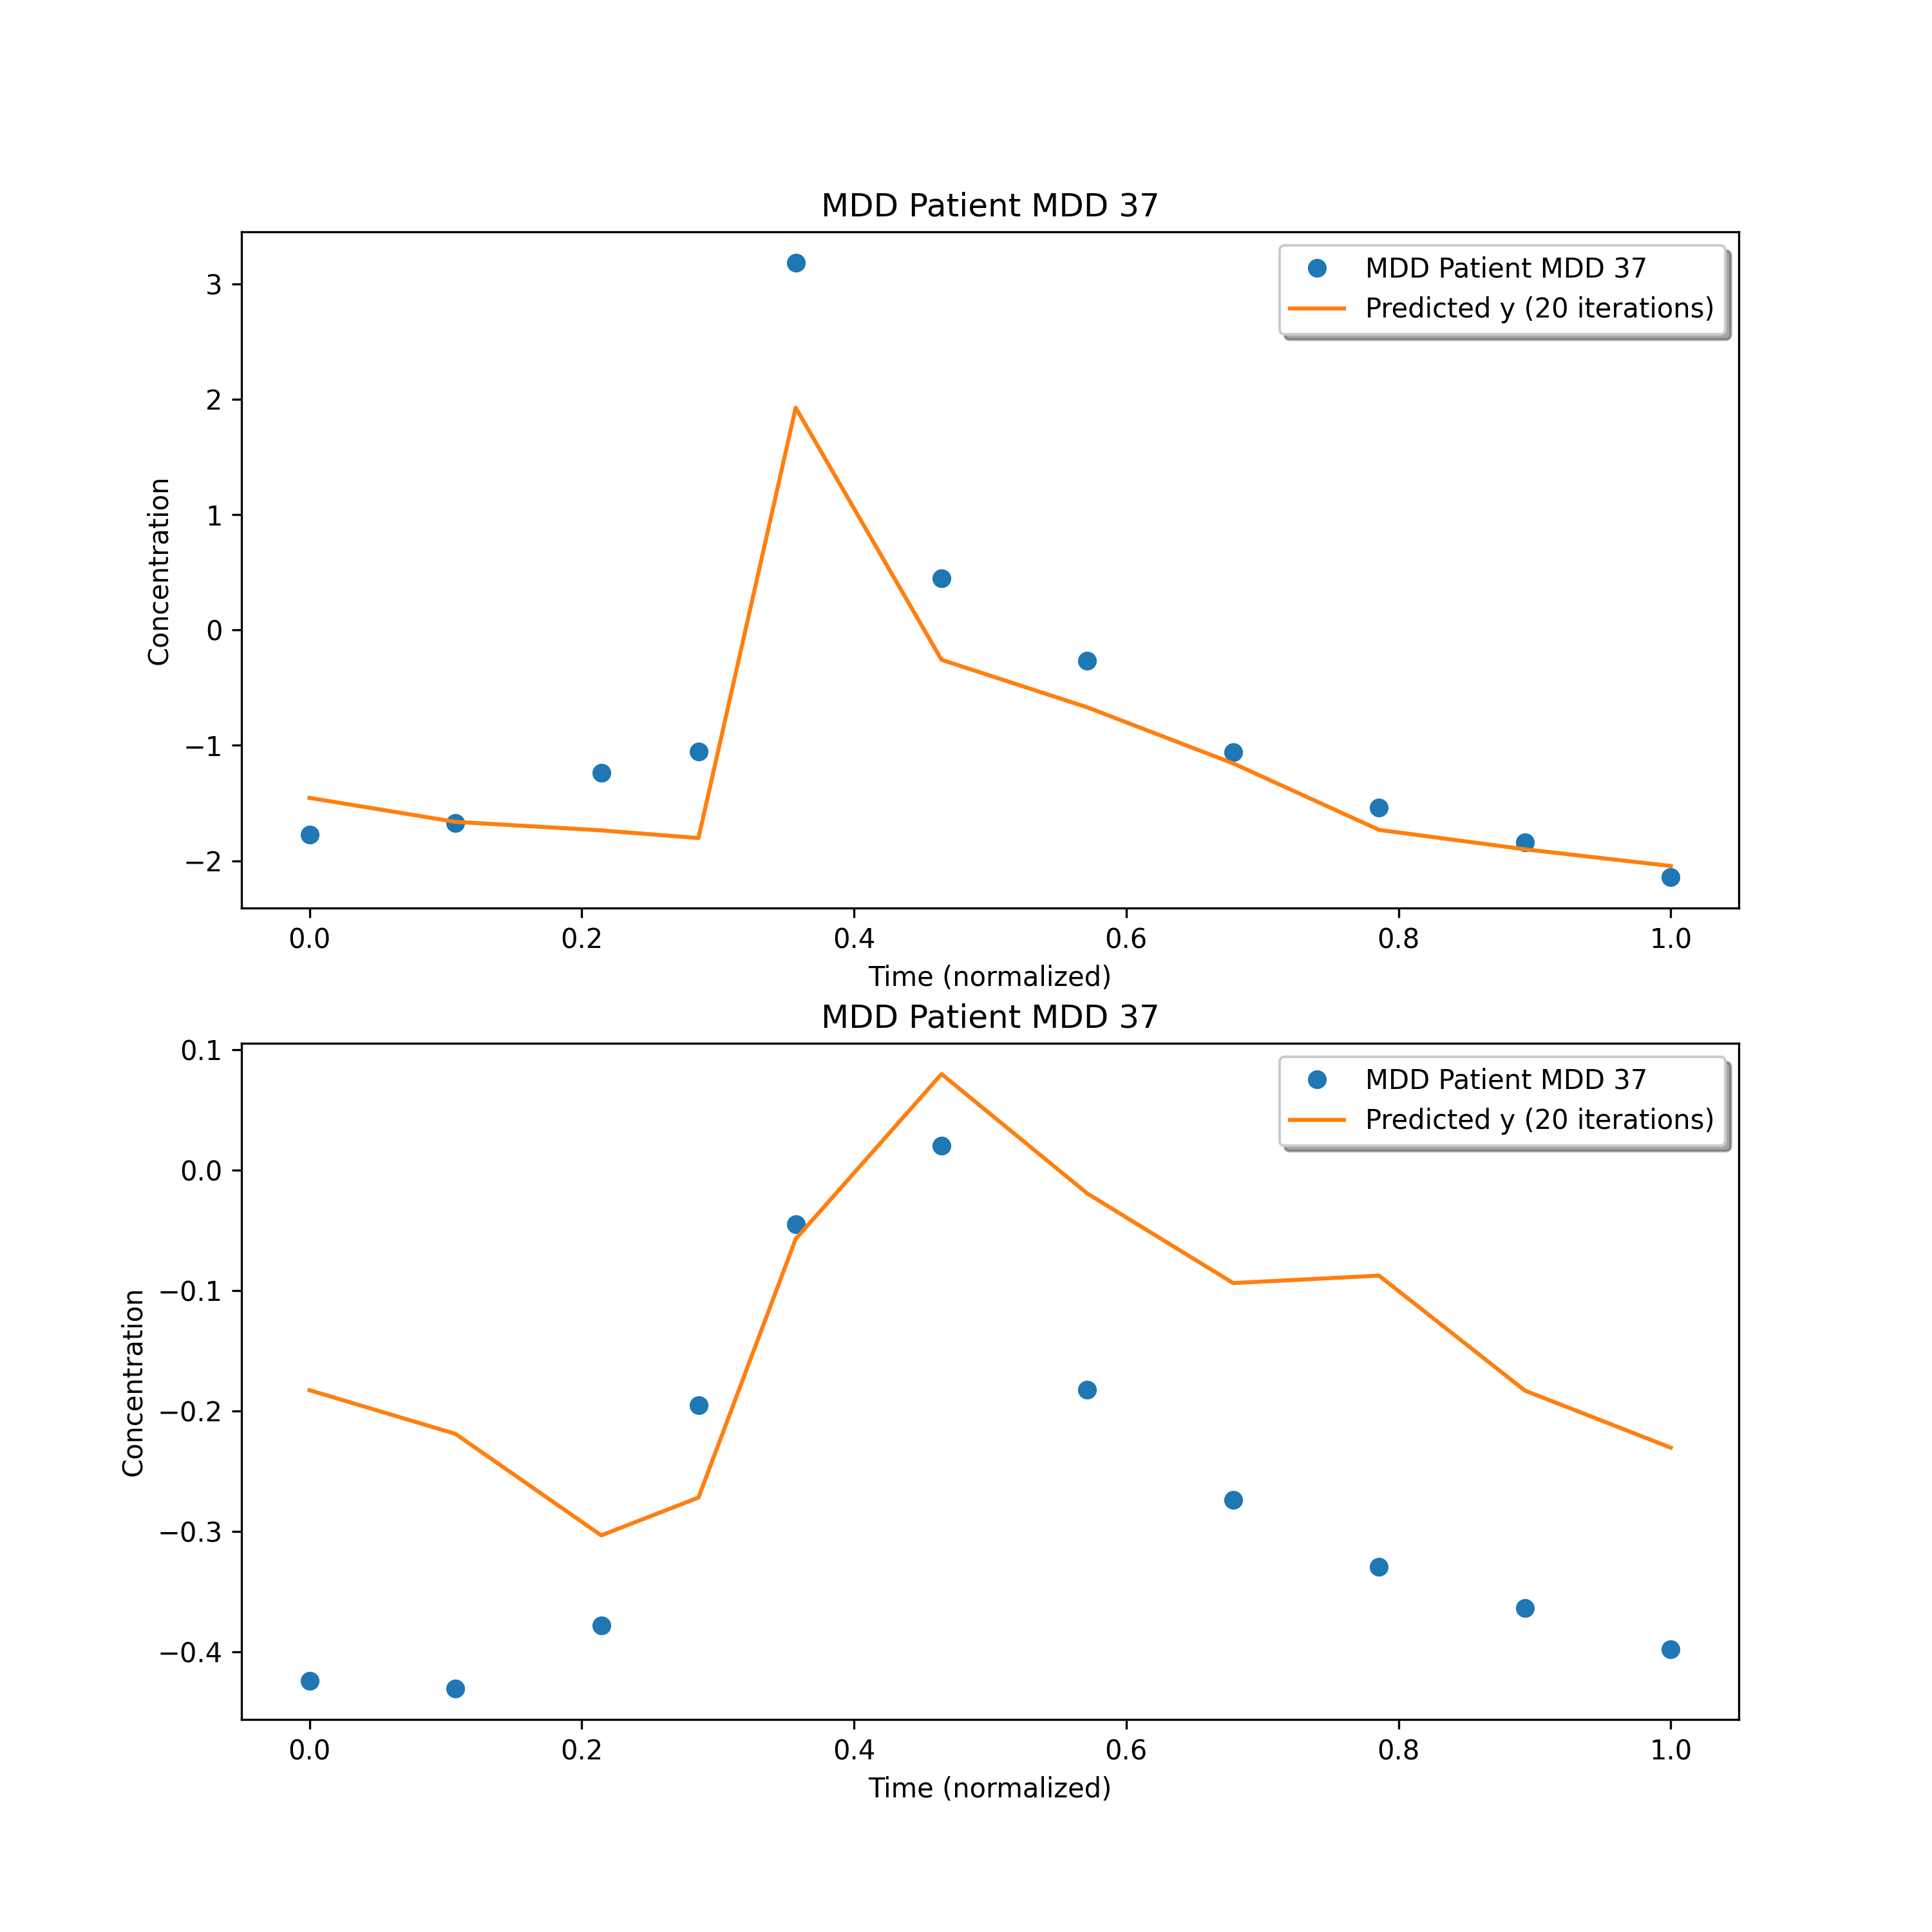 MDD Patient MDD 37
MDD Patient MDD 37
Predicted y (20 iterations)
Concentration
3
2
1
0
−1
−2
0.0 0.2 0.4 0.6 0.8 1.0
Time (normalized)
MDD Patient MDD 37
MDD Patient MDD 37
Predicted y (20 iterations)
Concentration
0.1
0.0
−0.1
−0.2
−0.3
−0.4
0.0 0.2 0.4 0.6 0.8 1.0
Time (normalized)